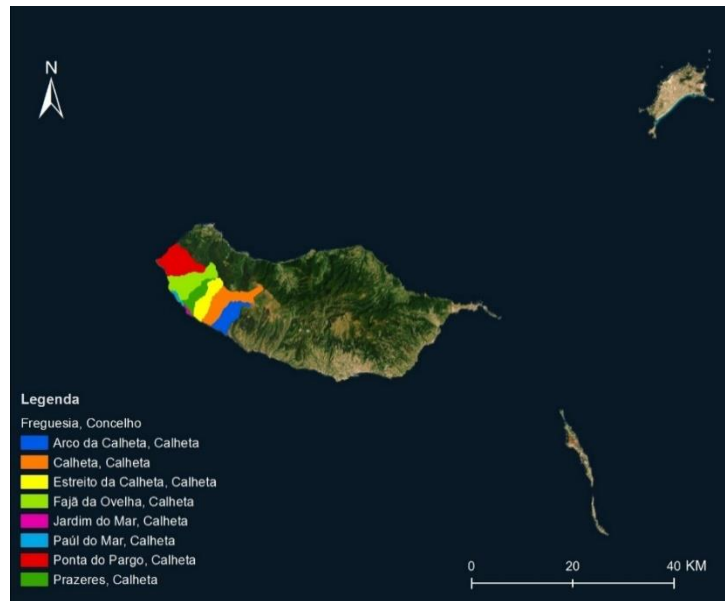 N
Legenda
Freguesia, Concelho
Arco da Calheta, Calheta
Calheta, Calheta
Estreito da Calheta, Calheta
Fajã da Ovelha, Calheta
Jardim do Mar, Calheta
Paúl do Mar, Calheta
Ponta do Pargo, Calheta
Prazeres, Calheta
0 20 40 KM